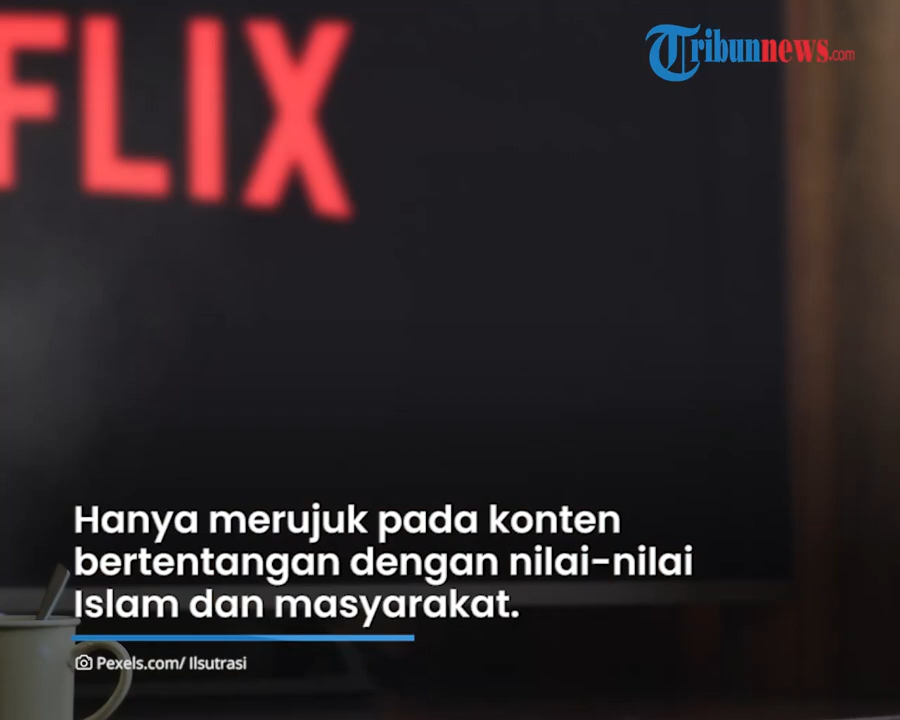 FLIX
Tribunnews.com
Hanya merujuk pada konten
bertentangan dengan nilai-nilai
Islam dan masyarakat.
Pexels.com/ Ilsutrasi